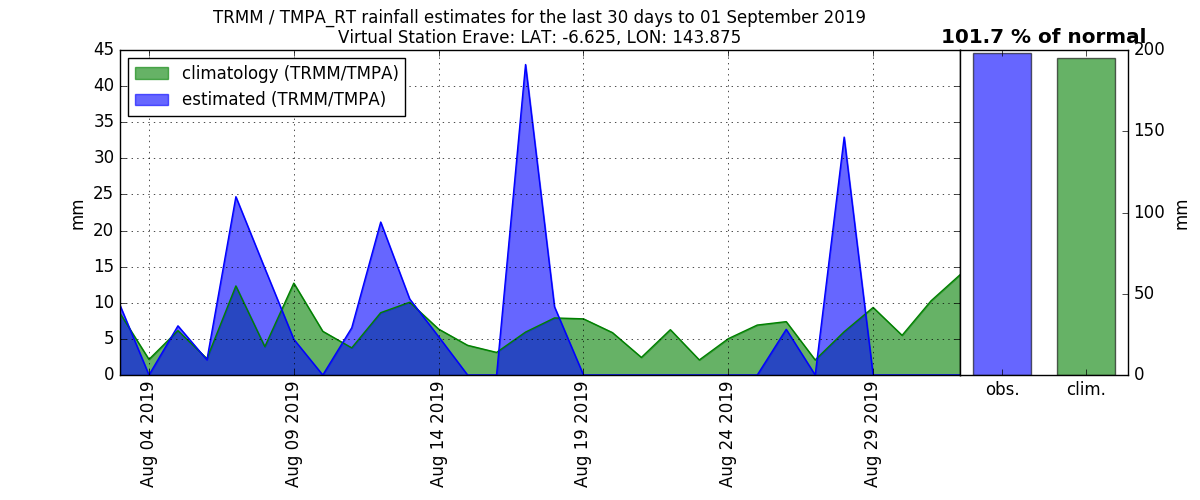 TRMM / TMPA_RT rainfall estimates for the last 30 days to 01 September 2019
Virtual Station Erave: LAT: -6.625, LON: 143.875
101.7 % of normal
climatology (TRMM/TMPA)
estimated (TRMM/TMPA)
45
40
35
30
25
20
15
10
5
0
mm
Aug 04 2019
Aug 09 2019
Aug 14 2019
Aug 19 2019
Aug 24 2019
Aug 29 2019
200
150
100
50
0
mm
obs.
clim.